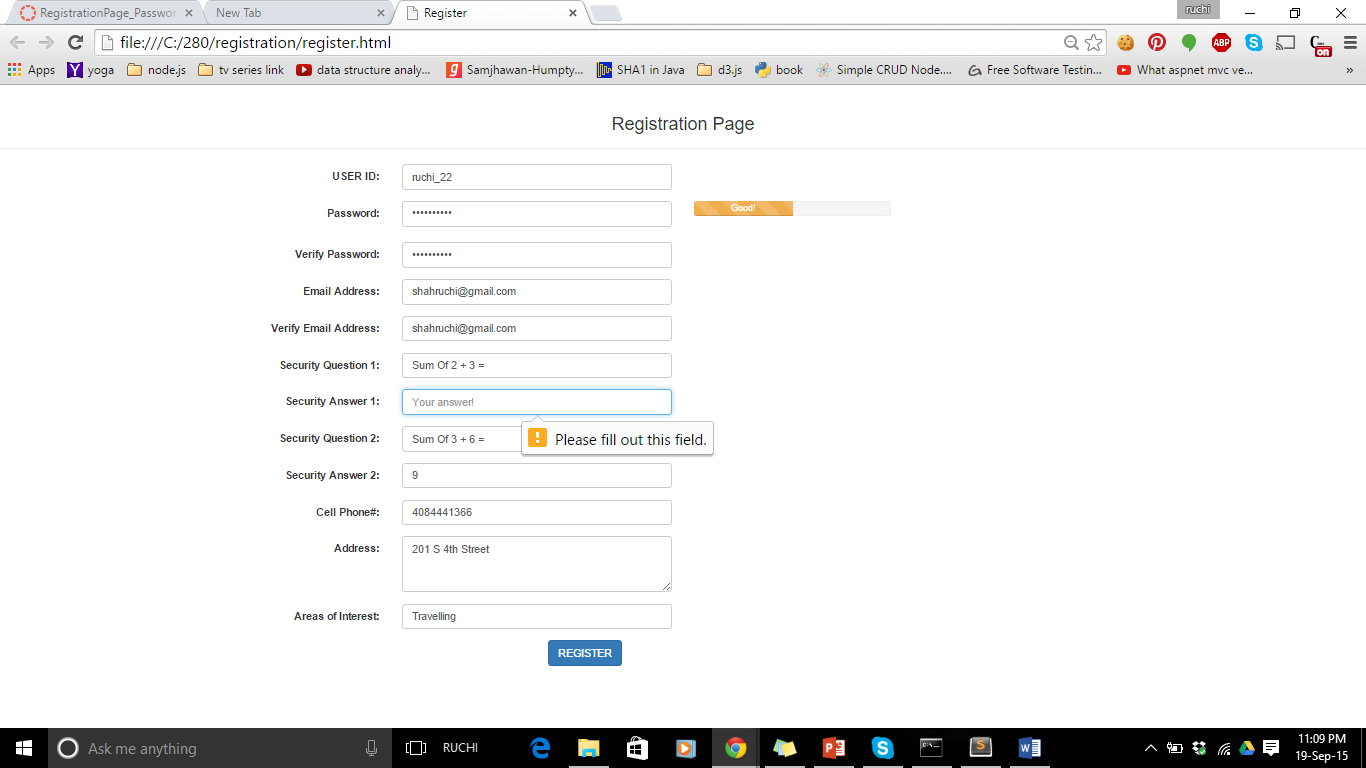 RegistrationPage_Passwor
New Tab
Register
ruchi
file:///C:/280/registration/register.html
ABP
on
Apps
yoga
node.js
tv series link
data structure analy...
Samjhawan-Humpty...
SHA1 in Java
d3.js
book
Simple CRUD Node....
Free Software Testin...
What aspnet mvc ve...
»
Registration Page
USER ID: ruchi_22
Password: •••••••••• Good!
Verify Password: ••••••••••
Email Address: shahruchi@gmail.com
Verify Email Address: shahruchi@gmail.com
Security Question 1: Sum Of 2 + 3 =
Security Answer 1: Your answer!
Please fill out this field.
Security Question 2: Sum Of 3 + 6 =
Security Answer 2: 9
Cell Phone#: 4084441366
Address: 201 S 4th Street
Areas of Interest: Travelling
REGISTER
Ask me anything
RUCHI
11:09 PM
19-Sep-15